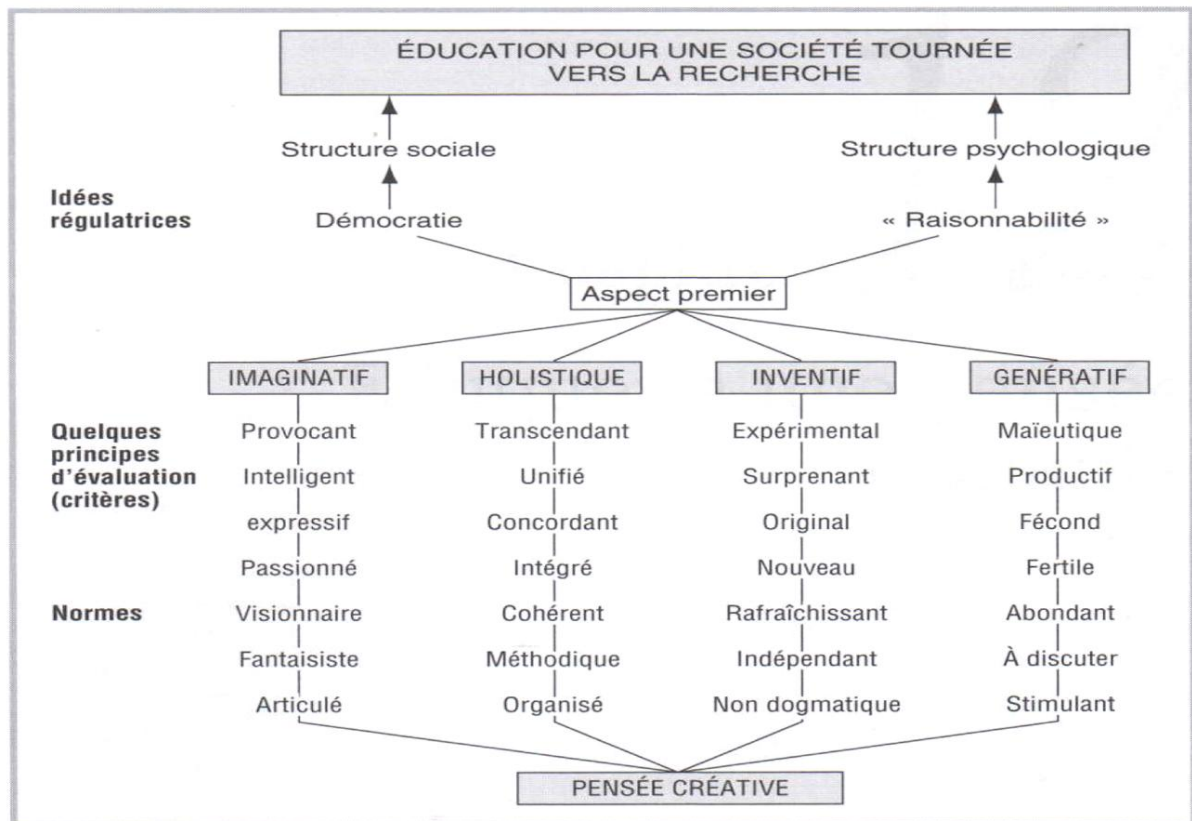 ÉDUCATION POUR UNE SOCIÉTÉ TOURNÉE
VERS LA RECHERCHE
Structure sociale
Structure psychologique
Idées
régulatrices
Démocratie
« Raisonnabilité »
Aspect premier
IMAGINATIF HOLISTIQUE INVENTIF GENÉRATIF
Quelques
principes
d'évaluation
(critères)
Provocant Transcendant Expérimental Maïeutique
Intelligent Unifié Surprenant Productif
expressif Concordant Original Fécond
Passionné Intégré Nouveau Fertile
Normes
Visionnaire Cohérent Rafraîchissant Abondant
Fantaisiste Méthodique Indépendant À discuter
Articulé Organisé Non dogmatique Stimulant
PENSÉE CRÉATIVE